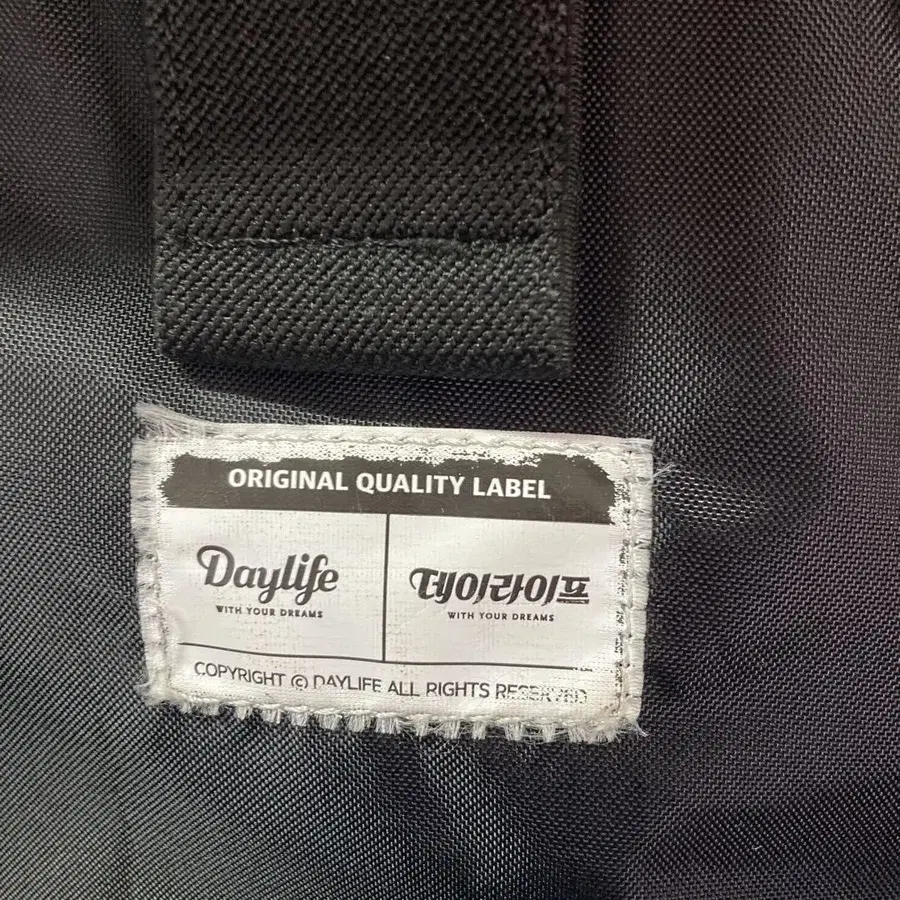 ORIGINAL QUALITY LABEL
Daylife
WITH YOUR DREAMS
데이라이프
WITH YOUR DREAMS
COPYRIGHT © DAYLIFE ALL RIGHTS RESERVED